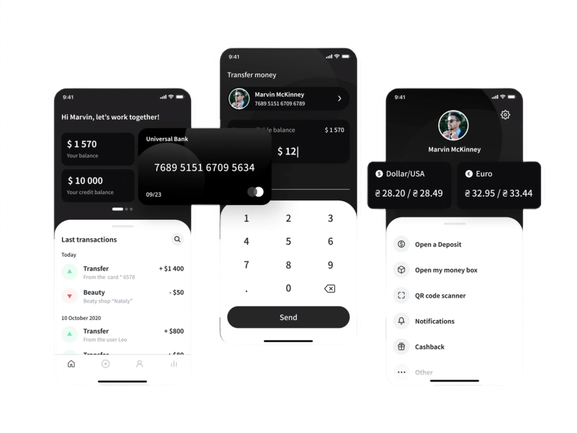 9:41
Hi Marvin, let's work together!
$ 1 570
Your balance
$ 10 000
Your credit balance
Last transactions
Today
Transfer
+ $1 400
From the card * 5578
Beauty
- $50
Beaty shop "Nataly"
10 October 2020
Transfer
+ $800
From the user Leo
Universal Bank
7689 5151 6709 5634
09/23
9:41
Transfer money
Marvin McKinney
7689 5151 6709 6789
balance
$ 1 570
$ 12
1 2 3
4 5 6
7 8 9
. 0
Send
9:41
Marvin McKinney
$ Dollar/USA
₴ 28.20 / ₴ 28.49
€ Euro
₴ 32.95 / ₴ 33.44
Open a Deposit
Open my money box
QR code scanner
Notifications
Cashback
Other